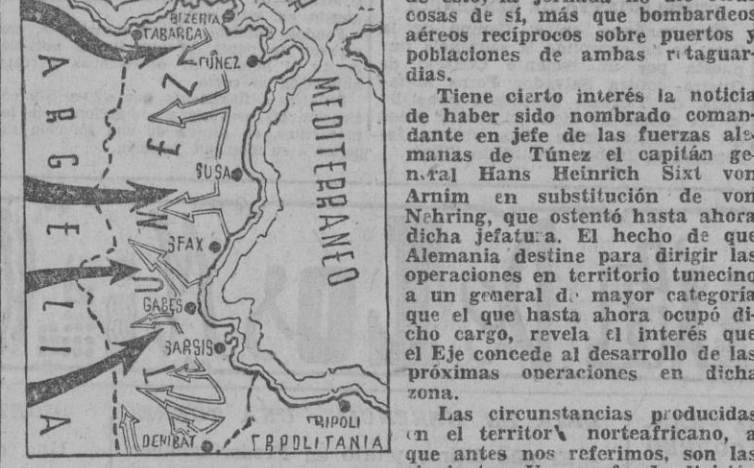 BIZERTA
TABARCA
TÚNEZ
SUSA
SFAX
GABES
SARSIS
DENIBAT
TRIPOLI
TRIPOLITANIA
MEDITERRANEO
ARGELIA
TUNEZ
cosas de sí, más que bombardeos
aéreos recíprocos sobre puertos y
poblaciones de ambas retaguar-
dias.
Tiene cierto interés la noticia
de haber sido nombrado coman-
dante en jefe de las fuerzas ale-
manas de Túnez el capitán ge-
neral Hans Heinrich Sixt von
Arnim en substitución de von
Nehring, que ostentó hasta ahora
dicha jefatura. El hecho de que
Alemania destine para dirigir las
operaciones en territorio tunecino
a un general de mayor categoría
que el que hasta ahora ocupó di-
cho cargo, revela el interés que
el Eje concede al desarrollo de las
próximas operaciones en dicha
zona.
Las circunstancias producidas
en el territor norteafricano, a
que antes nos referimos, son las